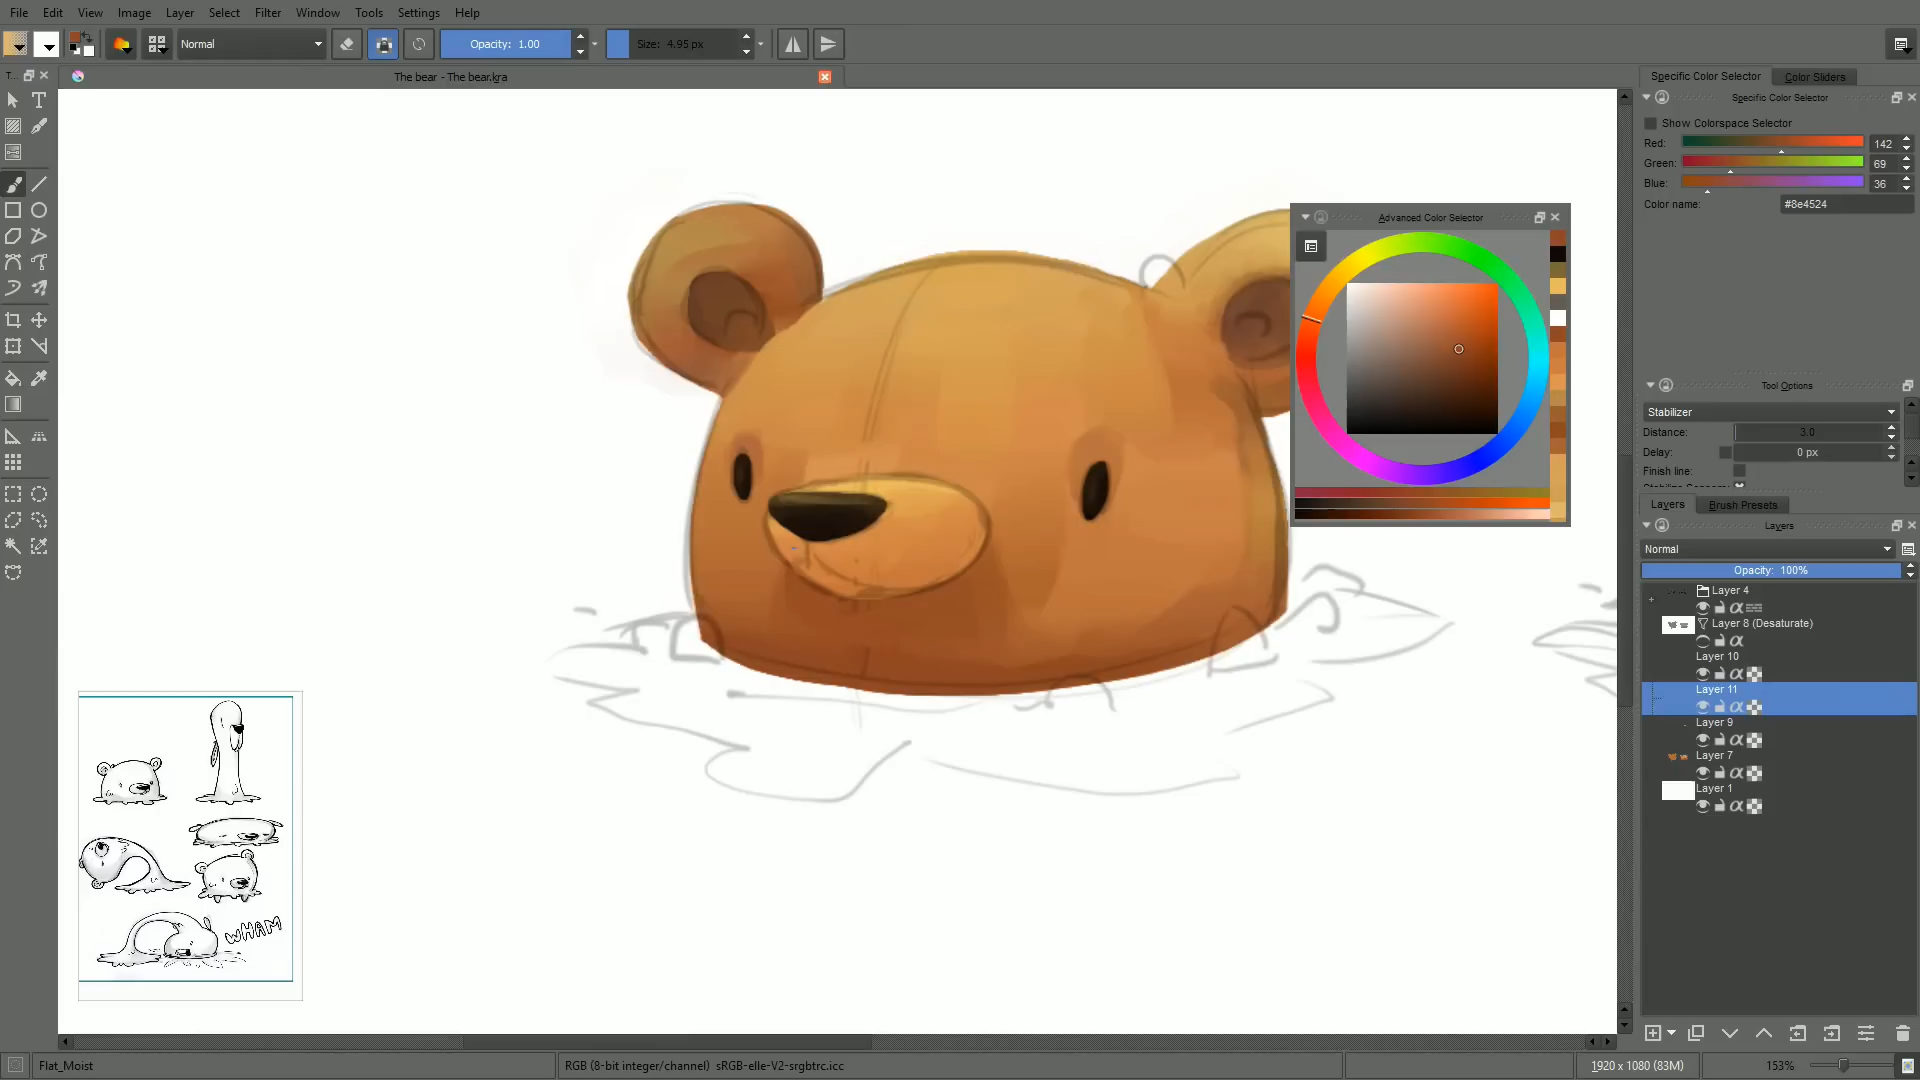 File Edit View Image Layer Select Filter Window Tools Settings Help
Normal Opacity: 1.00 Size: 4.95 px
T...
The bear - The bear.kra
Specific Color Selector Color Sliders
Specific Color Selector
Show Colorspace Selector
Red: 142
Green: 69
Blue: 36
Color name: #8e4524
Advanced Color Selector
Tool Options
Stabilizer
Distance: 3.0
Delay: 0 px
Finish line:
Layers Brush Presets
Layers
Normal
Opacity: 100%
Layer 4
Layer 8 (Desaturate)
Layer 10
Layer 11
Layer 9
Layer 7
Layer 1
WHAM
Flat_Moist RGB (8-bit integer/channel) sRGB-elle-V2-srgbtrc.icc 1920 x 1080 (83M) 153%